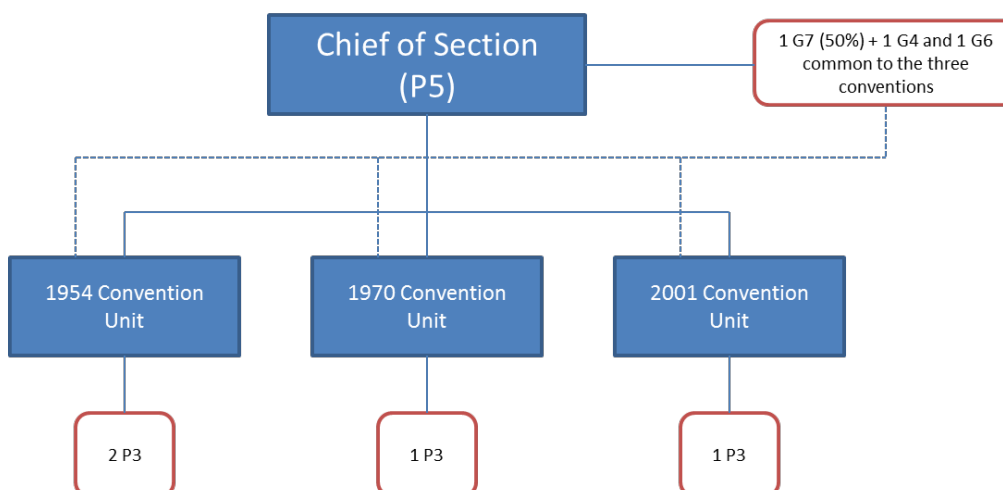 Chief of Section
(P5)
1 G7 (50%) + 1 G4 and 1 G6
common to the three
conventions
1954 Convention
Unit
1970 Convention
Unit
2001 Convention
Unit
2 P3
1 P3
1 P3